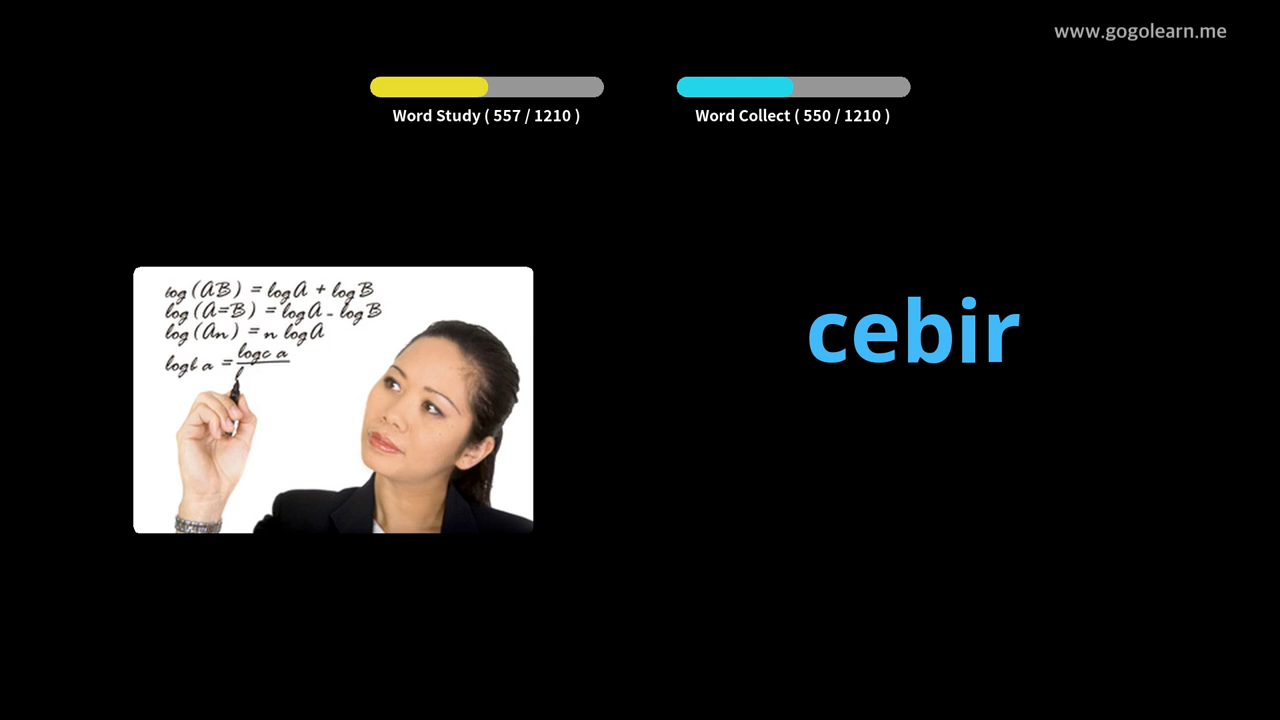 www.gogolearn.me
Word Study ( 557 / 1210 )
Word Collect ( 550 / 1210 )
log (AB) = log A + log B
log (A=B) = log A - log B
log (An) = n log A
logb a = logc a
cebir